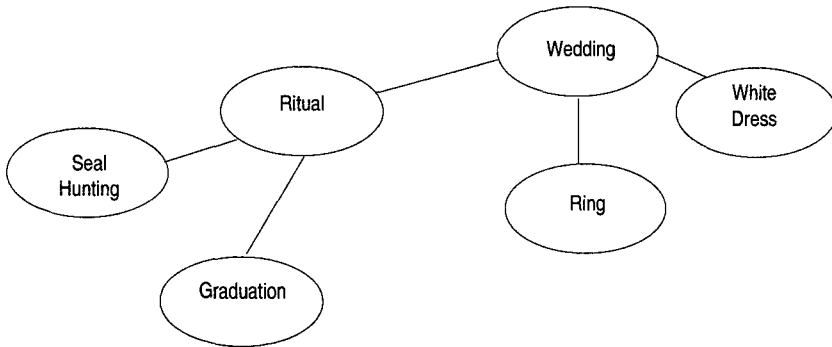 Wedding
Ritual
White
Dress
Seal
Hunting
Ring
Graduation